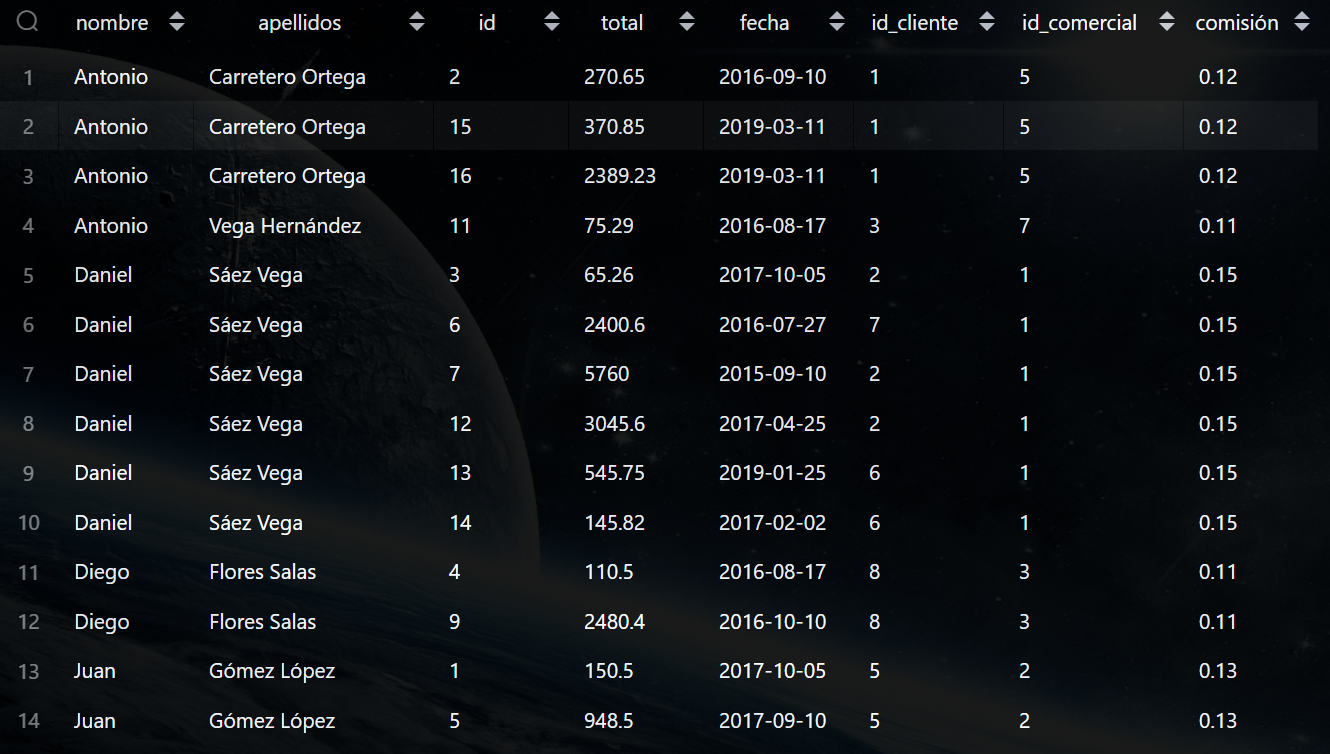 nombre apellidos id total fecha id_cliente id_comercial comisión
1 Antonio Carretero Ortega 2 270.65 2016-09-10 1 5 0.12
2 Antonio Carretero Ortega 15 370.85 2019-03-11 1 5 0.12
3 Antonio Carretero Ortega 16 2389.23 2019-03-11 1 5 0.12
4 Antonio Vega Hernández 11 75.29 2016-08-17 3 7 0.11
5 Daniel Sáez Vega 3 65.26 2017-10-05 2 1 0.15
6 Daniel Sáez Vega 6 2400.6 2016-07-27 7 1 0.15
7 Daniel Sáez Vega 7 5760 2015-09-10 2 1 0.15
8 Daniel Sáez Vega 12 3045.6 2017-04-25 2 1 0.15
9 Daniel Sáez Vega 13 545.75 2019-01-25 6 1 0.15
10 Daniel Sáez Vega 14 145.82 2017-02-02 6 1 0.15
11 Diego Flores Salas 4 110.5 2016-08-17 8 3 0.11
12 Diego Flores Salas 9 2480.4 2016-10-10 8 3 0.11
13 Juan Gómez López 1 150.5 2017-10-05 5 2 0.13
14 Juan Gómez López 5 948.5 2017-09-10 5 2 0.13